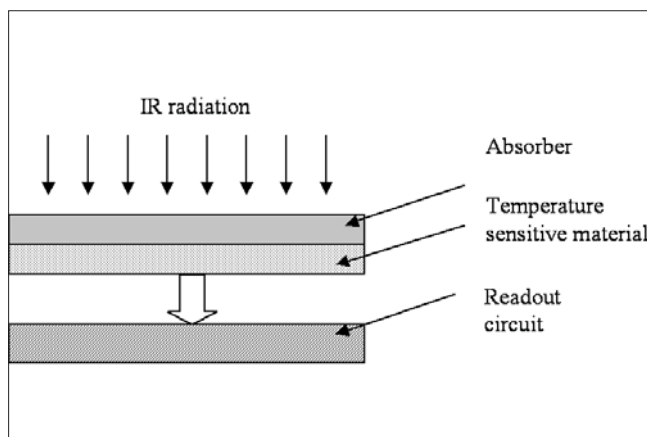 IR radiation
Absorber
Temperature
sensitive material
Readout
circuit